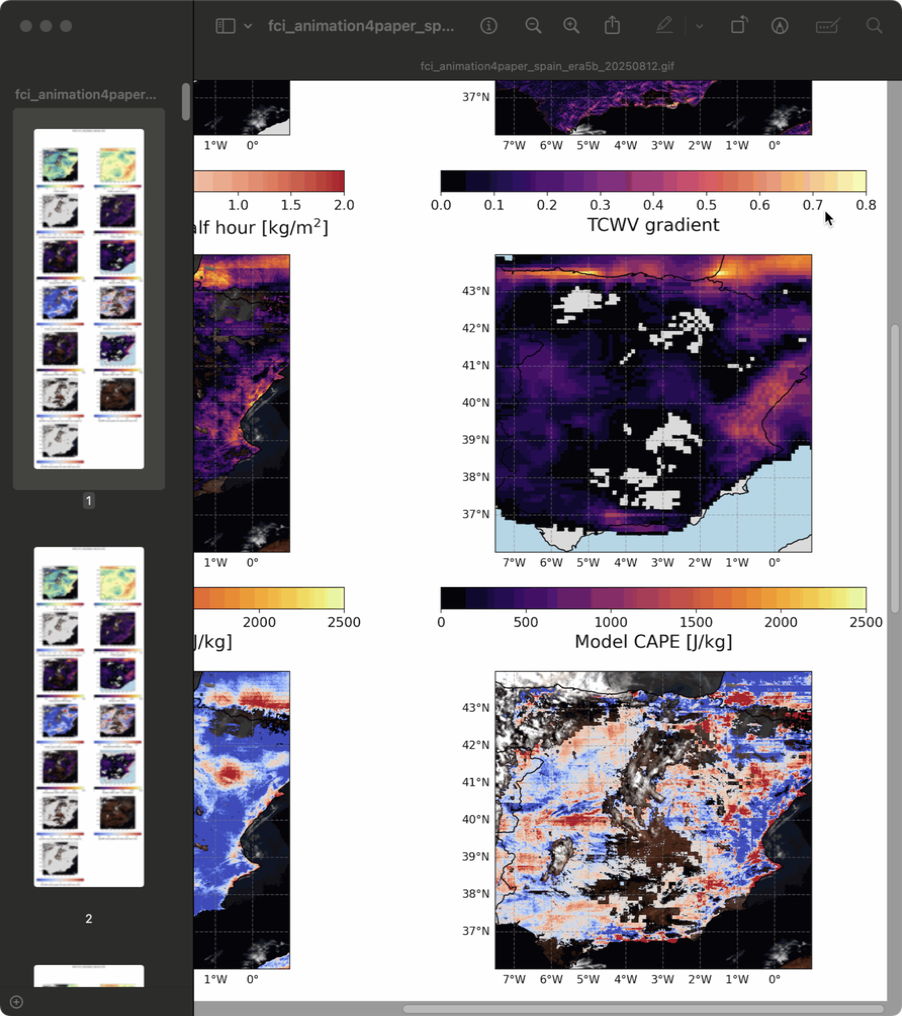 fci_animation4paper_sp...
fci_animation4paper_spain_era5b_20250812.gif
fci_animation4paper...
37°N
1°W 0°
7°W 6°W 5°W 4°W 3°W 2°W 1°W 0°
1.0 1.5 2.0
0.0 0.1 0.2 0.3 0.4 0.5 0.6 0.7 0.8
alf hour [kg/m²]
TCWV gradient
43°N
42°N
41°N
40°N
39°N
38°N
37°N
1°W 0°
7°W 6°W 5°W 4°W 3°W 2°W 1°W 0°
1
2000 2500
0 500 1000 1500 2000 2500
J/kg]
Model CAPE [J/kg]
43°N
42°N
41°N
40°N
39°N
38°N
37°N
2
1°W 0°
7°W 6°W 5°W 4°W 3°W 2°W 1°W 0°